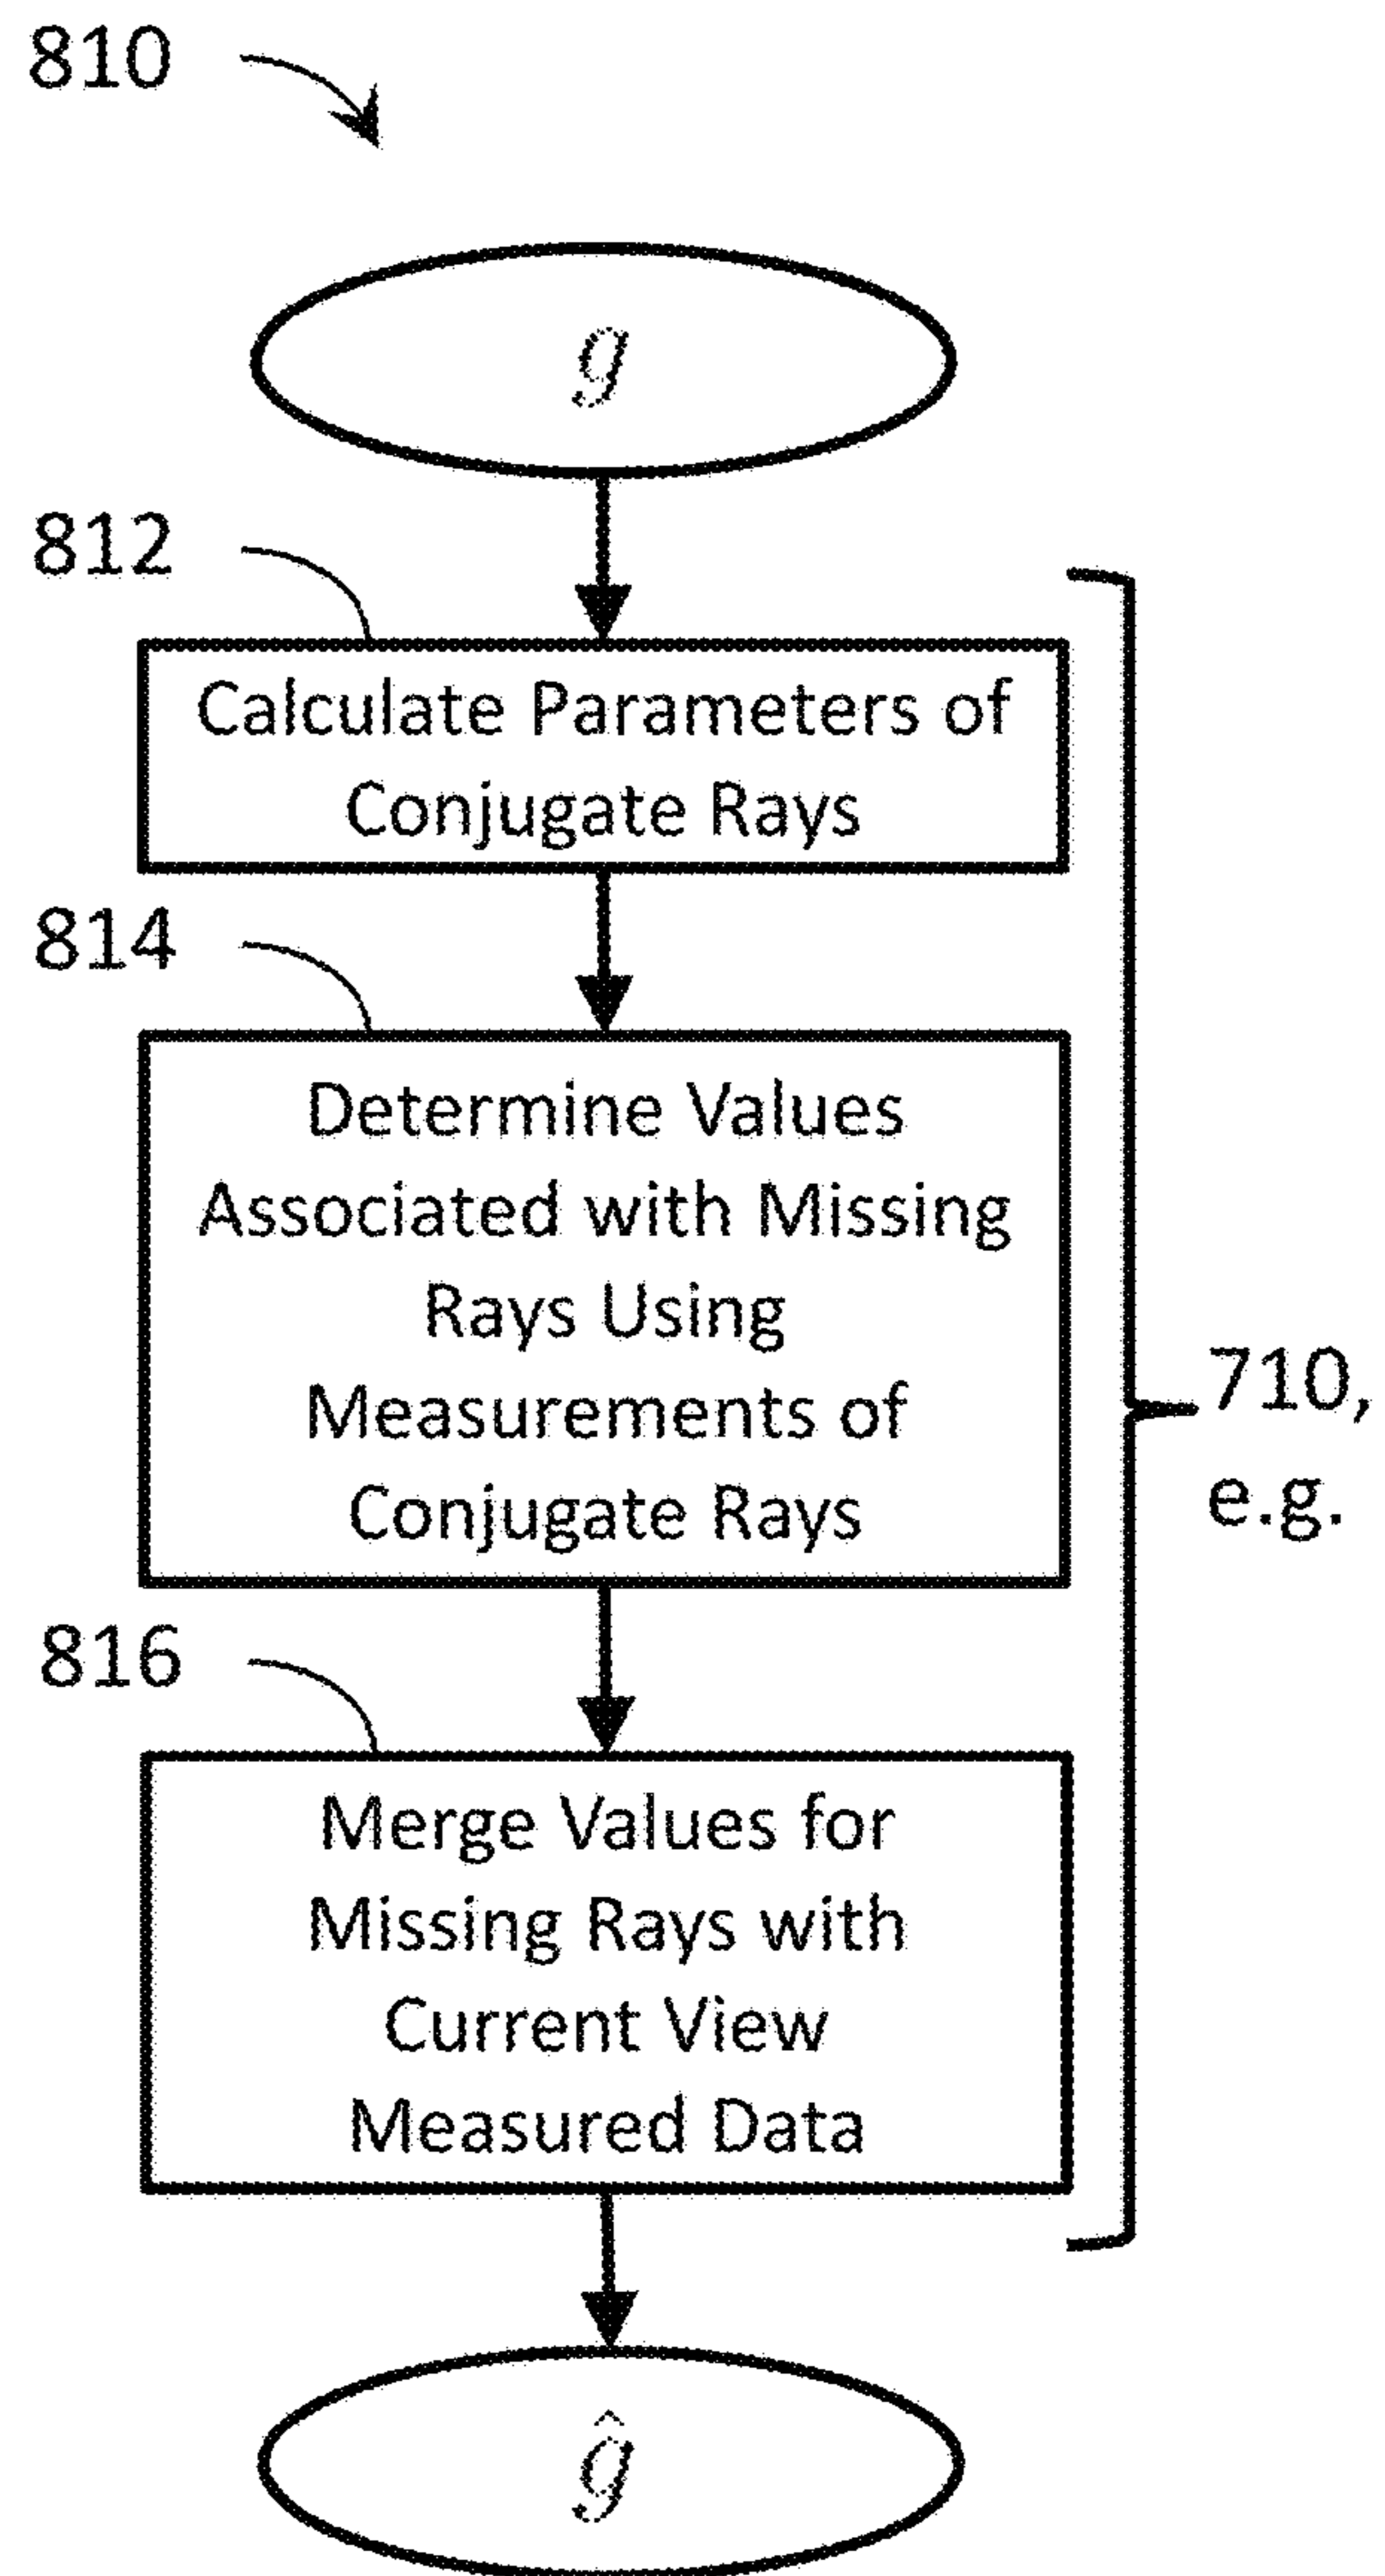 810
g
812
Calculate Parameters of
Conjugate Rays
814
Determine Values
Associated with Missing
Rays Using
Measurements of
Conjugate Rays
710,
e.g.
816
Merge Values for
Missing Rays with
Current View
Measured Data
ĝ